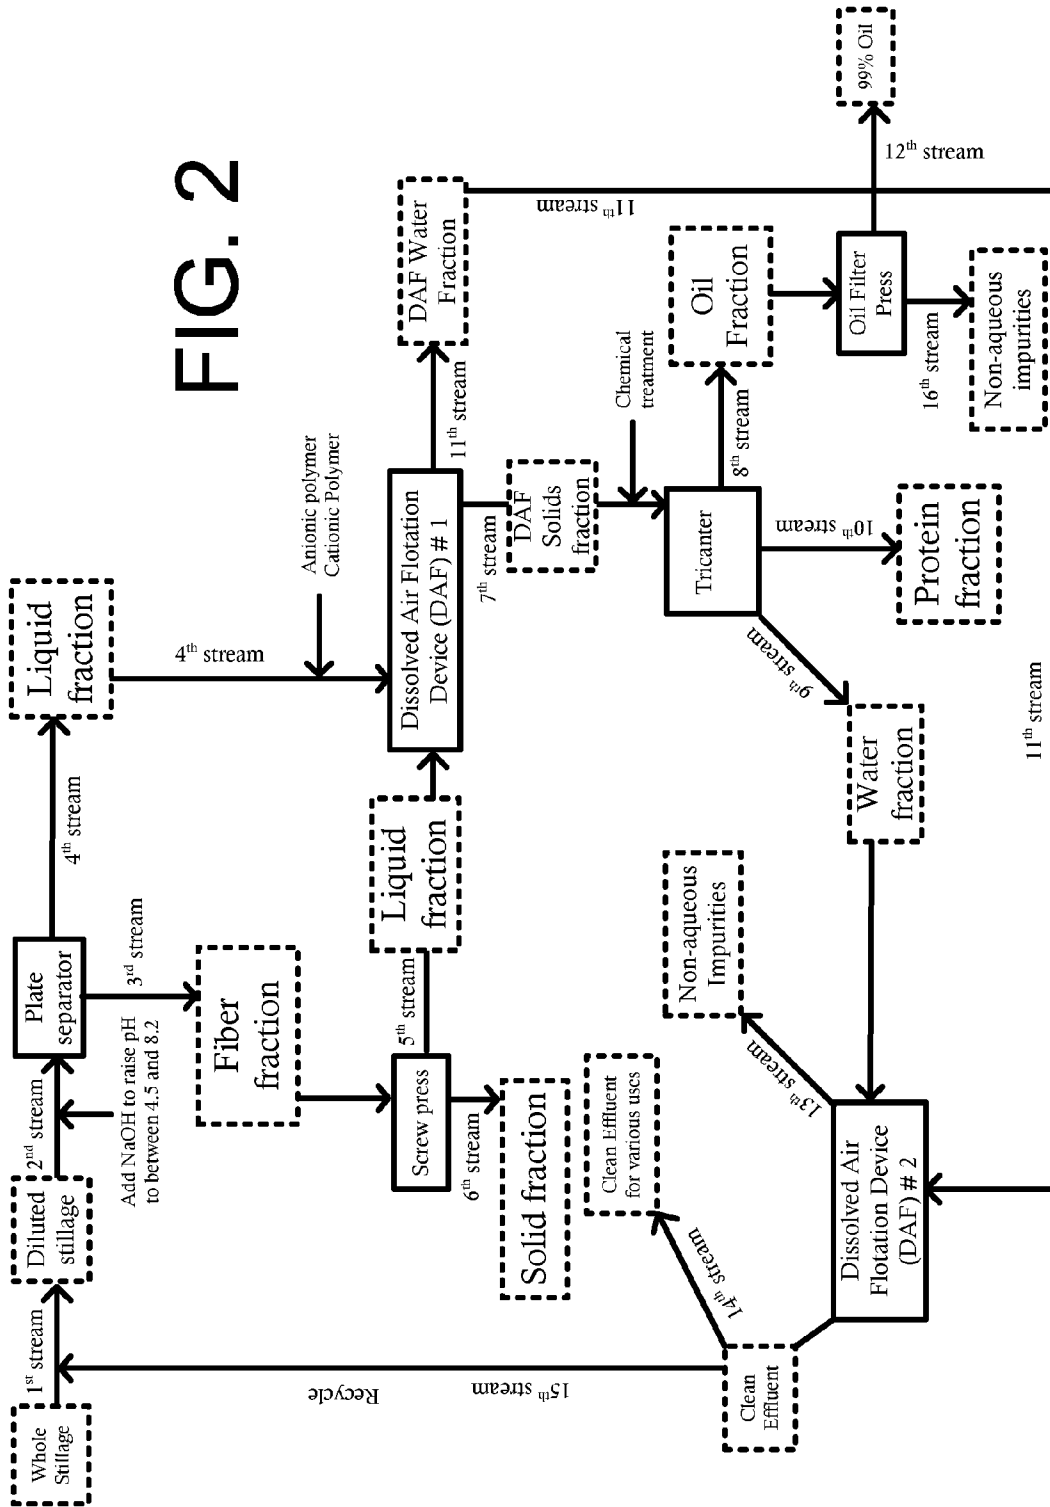 FIG. 2
Whole
Stillage
1st stream
Diluted
stillage
2nd stream
Add NaOH to raise pH
to between 4.5 and 8.2
Plate
separator
4th stream
Liquid
fraction
3rd stream
Fiber
fraction
4th stream
Anionic polymer
Cationic Polymer
Screw press
5th stream
Liquid
fraction
6th stream
Solid fraction
Dissolved Air Flotation
Device (DAF) # 1
11th stream
DAF Water
Fraction
11th stream
7th stream
DAF
Solids
fraction
Chemical
treatment
Tricanter
8th stream
Oil
Fraction
Oil Filter
Press
12th stream
99% Oil
16th stream
Non-aqueous
impurities
10th stream
Protein
fraction
9th stream
Water
fraction
Dissolved Air
Flotation Device
(DAF) # 2
13th stream
Non-aqueous
Impurities
Clean Effluent
for various uses
14th stream
Clean
Effluent
15th stream
Recycle
11th stream